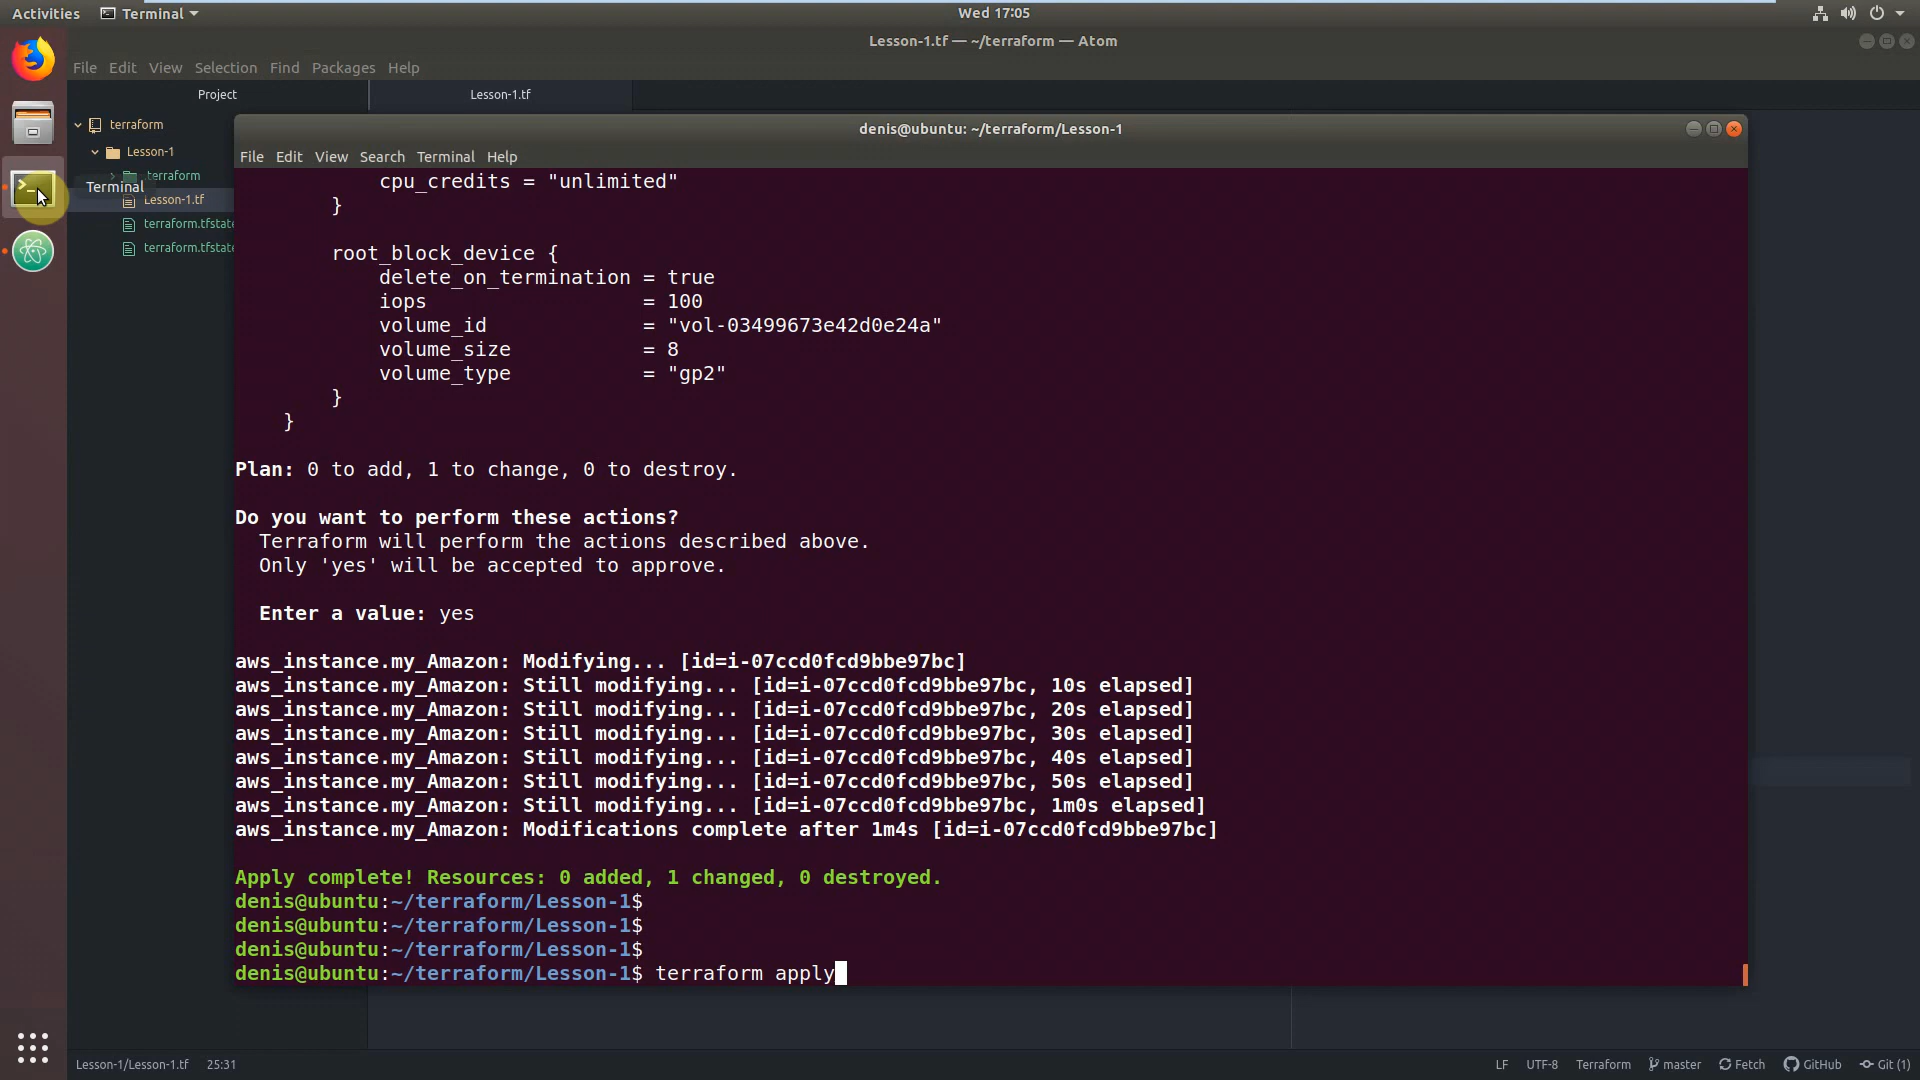 Activities Terminal Wed 17:05
Lesson-1.tf — ~/terraform — Atom
File Edit View Selection Find Packages Help
Project Lesson-1.tf
terraform
Lesson-1
terraform
Terminal
Lesson-1.tf
terraform.tfstate
terraform.tfstate
denis@ubuntu: ~/terraform/Lesson-1
File Edit View Search Terminal Help
cpu_credits = "unlimited"
}
root_block_device {
delete_on_termination = true
iops = 100
volume_id = "vol-03499673e42d0e24a"
volume_size = 8
volume_type = "gp2"
}
}
Plan: 0 to add, 1 to change, 0 to destroy.
Do you want to perform these actions?
Terraform will perform the actions described above.
Only 'yes' will be accepted to approve.
Enter a value: yes
aws_instance.my_Amazon: Modifying... [id=i-07ccd0fcd9bbe97bc]
aws_instance.my_Amazon: Still modifying... [id=i-07ccd0fcd9bbe97bc, 10s elapsed]
aws_instance.my_Amazon: Still modifying... [id=i-07ccd0fcd9bbe97bc, 20s elapsed]
aws_instance.my_Amazon: Still modifying... [id=i-07ccd0fcd9bbe97bc, 30s elapsed]
aws_instance.my_Amazon: Still modifying... [id=i-07ccd0fcd9bbe97bc, 40s elapsed]
aws_instance.my_Amazon: Still modifying... [id=i-07ccd0fcd9bbe97bc, 50s elapsed]
aws_instance.my_Amazon: Still modifying... [id=i-07ccd0fcd9bbe97bc, 1m0s elapsed]
aws_instance.my_Amazon: Modifications complete after 1m4s [id=i-07ccd0fcd9bbe97bc]
Apply complete! Resources: 0 added, 1 changed, 0 destroyed.
denis@ubuntu:~/terraform/Lesson-1$
denis@ubuntu:~/terraform/Lesson-1$
denis@ubuntu:~/terraform/Lesson-1$
denis@ubuntu:~/terraform/Lesson-1$ terraform apply
Lesson-1/Lesson-1.tf 25:31 LF UTF-8 Terraform master Fetch GitHub Git (1)